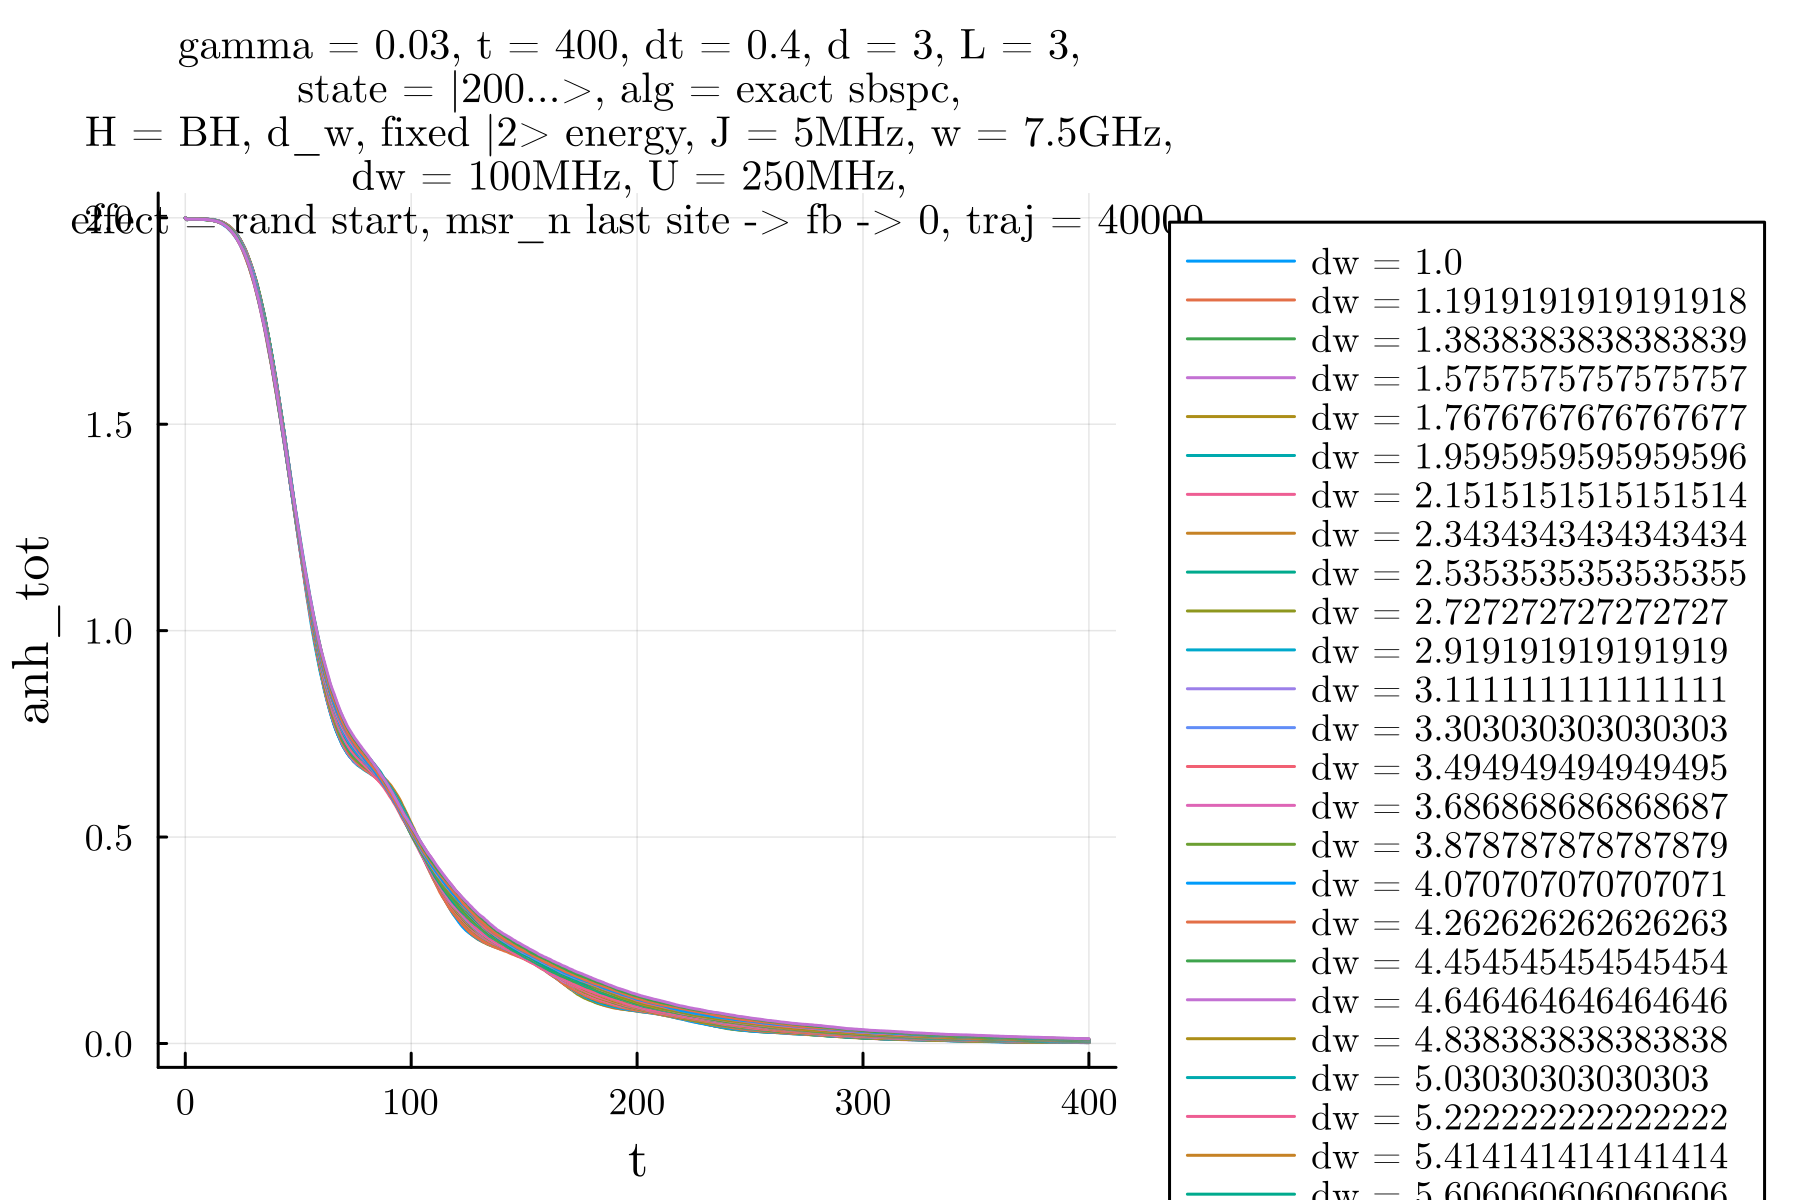 gamma = 0.03, t = 400, dt = 0.4, d = 3, L = 3,
state = |200...>, alg = exact sbspc,
H = BH, d_w, fixed |2> energy, J = 5MHz, w = 7.5GHz,
dw = 100MHz, U = 250MHz,
effect = rand start, msr_n last site -> fb -> 0, traj = 40000
2.0
1.5
1.0
0.5
0.0
anh_tot
0
100
200
300
400
t
dw = 1.0
dw = 1.1919191919191918
dw = 1.3838383838383839
dw = 1.5757575757575757
dw = 1.7676767676767677
dw = 1.9595959595959596
dw = 2.1515151515151514
dw = 2.3434343434343434
dw = 2.5353535353535355
dw = 2.727272727272727
dw = 2.919191919191919
dw = 3.111111111111111
dw = 3.303030303030303
dw = 3.494949494949495
dw = 3.686868686868687
dw = 3.878787878787879
dw = 4.070707070707071
dw = 4.262626262626263
dw = 4.454545454545454
dw = 4.646464646464646
dw = 4.838383838383838
dw = 5.03030303030303
dw = 5.222222222222222
dw = 5.414141414141414
dw = 5.606060606060606